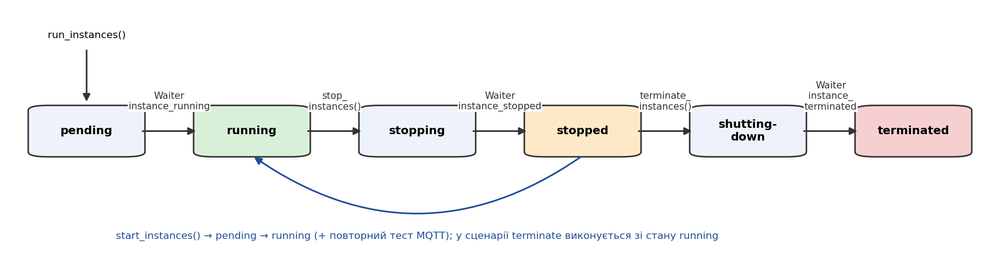 run_instances()
Waiter
instance_running
stop_
instances()
Waiter
instance_stopped
terminate_
instances()
Waiter
instance_
terminated
pending
running
stopping
stopped
shutting-
down
terminated
start_instances() → pending → running (+ повторний тест MQTT); у сценарії terminate виконується зі стану running